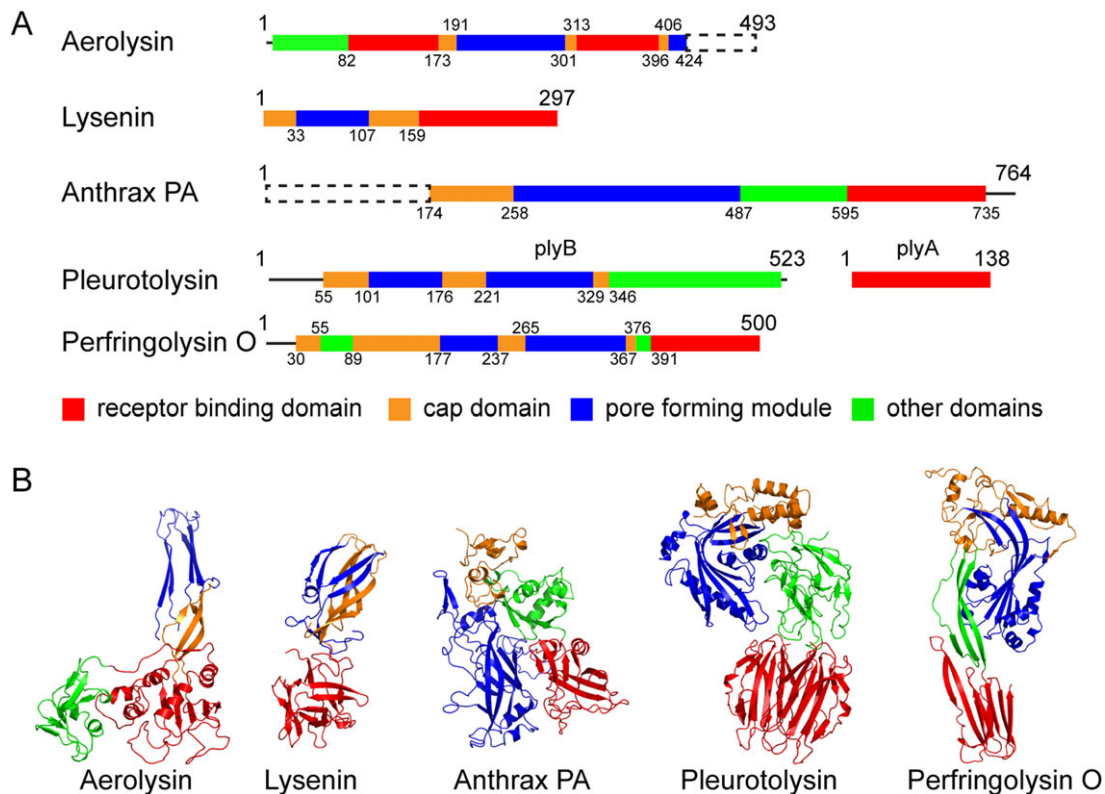 A
Aerolysin
1 191 313 406 493
82 173 301 396 424
Lysenin
1 297
33 107 159
Anthrax PA
1 764
174 258 487 595 735
Pleurotolysin
1 plyB 523 1 plyA 138
55 101 176 221 329 346
Perfringolysin O
1 55 265 376 500
30 89 177 237 367 391
receptor binding domain cap domain pore forming module other domains
B
Aerolysin Lysenin Anthrax PA Pleurotolysin Perfringolysin O